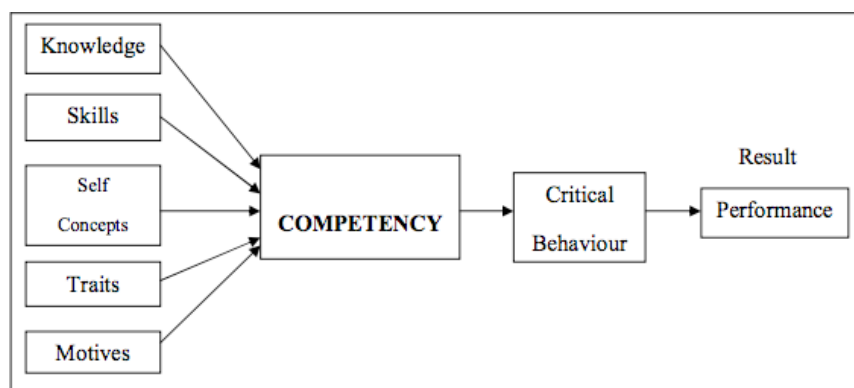 Knowledge
Skills
Self
Concepts
Traits
Motives
COMPETENCY
Critical
Behaviour
Result
Performance